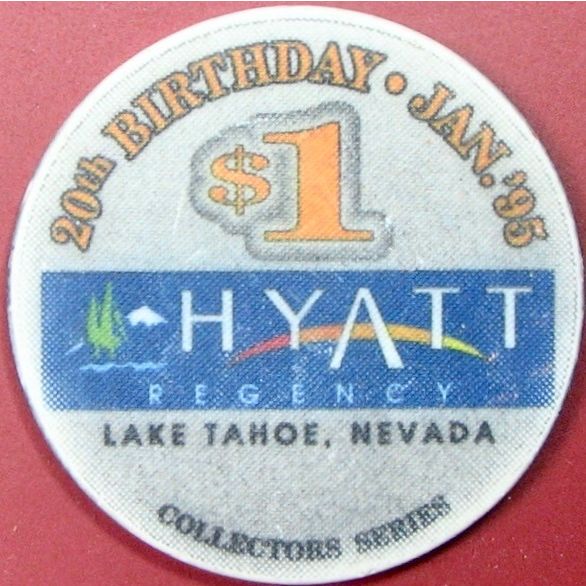 20th BIRTHDAY • JAN. '95
$1
HYATT
REGENCY
LAKE TAHOE, NEVADA
COLLECTORS SERIES